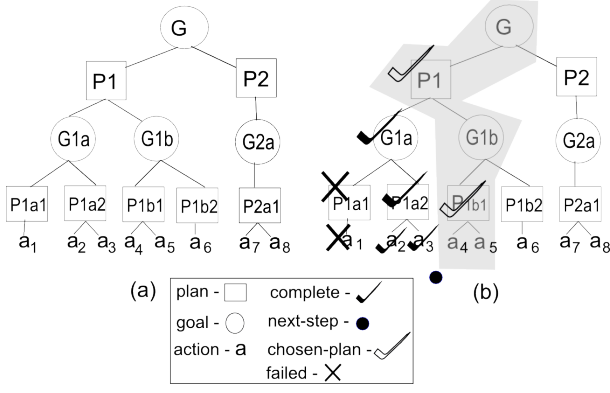 G G
P1 P2 P1 P2
G1a G1b G2a G1a G1b G2a
P1a1 P1a2 P1b1 P1b2 P2a1 P1a1 P1a2 P1b1 P1b2 P2a1
a1 a2 a3 a4 a5 a6 a7 a8 a1 a2 a3 a4 a5 a6 a7 a8
(a) (b)
plan - complete -
goal - next-step -
action - a chosen-plan -
failed -